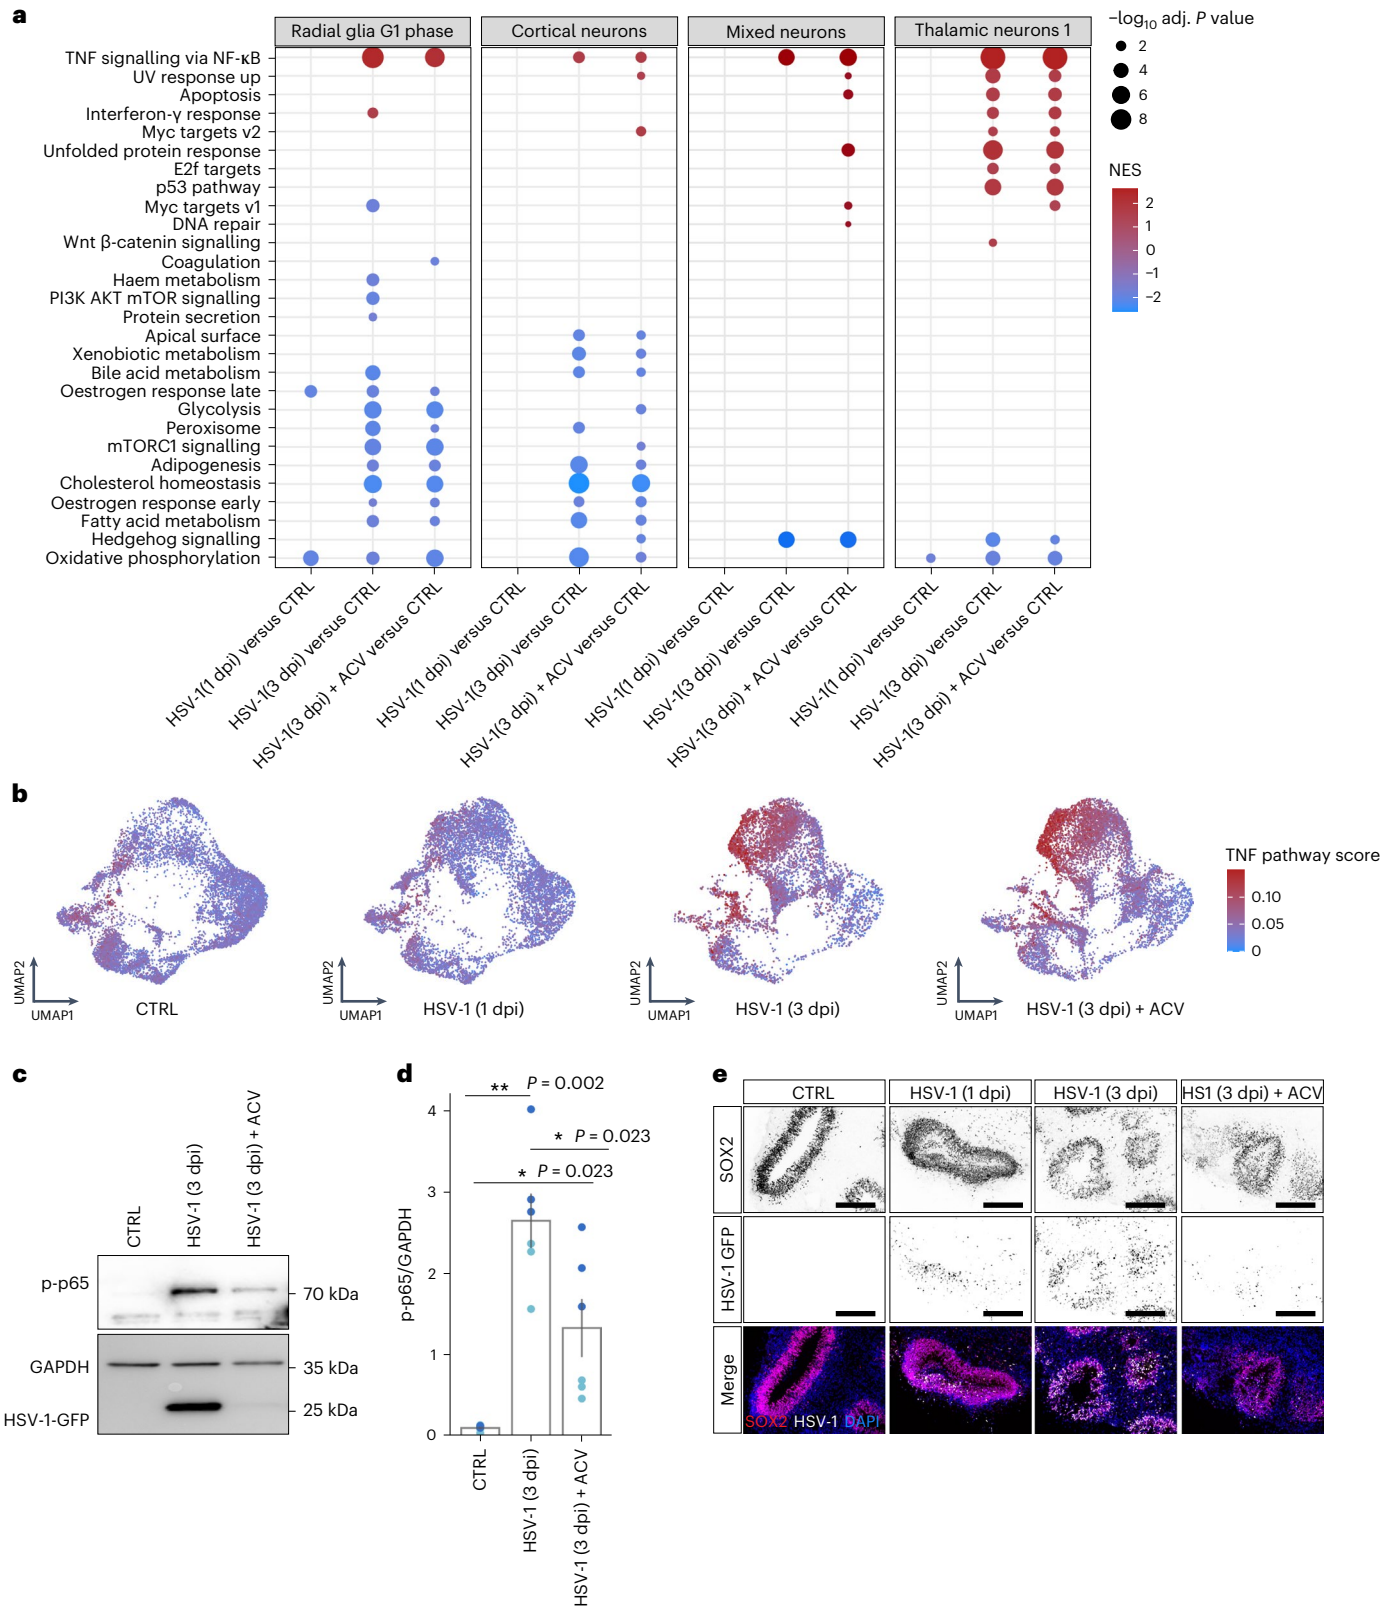 a
Radial glia G1 phase
Cortical neurons
Mixed neurons
Thalamic neurons 1
TNF signalling via NF-κB
UV response up
Apoptosis
Interferon-γ response
Myc targets v2
Unfolded protein response
E2f targets
p53 pathway
Myc targets v1
DNA repair
Wnt β-catenin signalling
Coagulation
Haem metabolism
PI3K AKT mTOR signalling
Protein secretion
Apical surface
Xenobiotic metabolism
Bile acid metabolism
Oestrogen response late
Glycolysis
Peroxisome
mTORC1 signalling
Adipogenesis
Cholesterol homeostasis
Oestrogen response early
Fatty acid metabolism
Hedgehog signalling
Oxidative phosphorylation
HSV-1(1 dpi) versus CTRL
HSV-1(3 dpi) versus CTRL
HSV-1(3 dpi) + ACV versus CTRL
HSV-1(1 dpi) versus CTRL
HSV-1(3 dpi) versus CTRL
HSV-1(3 dpi) + ACV versus CTRL
HSV-1(1 dpi) versus CTRL
HSV-1(3 dpi) versus CTRL
HSV-1(3 dpi) + ACV versus CTRL
HSV-1(1 dpi) versus CTRL
HSV-1(3 dpi) versus CTRL
HSV-1(3 dpi) + ACV versus CTRL
−log10 adj. P value
2
4
6
8
NES
2
1
0
−1
−2
b
UMAP2
UMAP1
CTRL
UMAP2
UMAP1
HSV-1 (1 dpi)
UMAP2
UMAP1
HSV-1 (3 dpi)
UMAP2
UMAP1
HSV-1 (3 dpi) + ACV
TNF pathway score
0.10
0.05
0
c
CTRL
HSV-1 (3 dpi)
HSV-1 (3 dpi) + ACV
p-p65
70 kDa
GAPDH
35 kDa
HSV-1-GFP
25 kDa
d
** P = 0.002
* P = 0.023
* P = 0.023
p-p65/GAPDH
4
3
2
1
0
CTRL
HSV-1 (3 dpi)
HSV-1 (3 dpi) + ACV
e
CTRL
HSV-1 (1 dpi)
HSV-1 (3 dpi)
HS1 (3 dpi) + ACV
SOX2
HSV-1 GFP
Merge
SOX2 HSV-1 DAPI